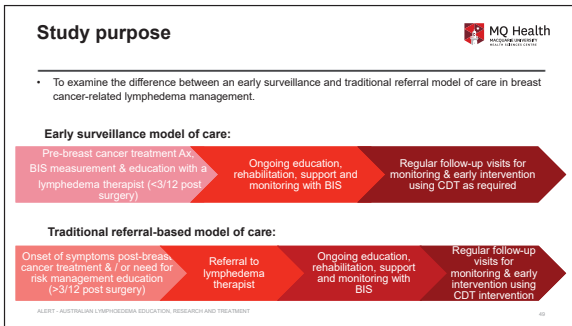 Study purpose
MQ Health
MACQUARIE UNIVERSITY
HEALTH SCIENCES CENTRE
• To examine the difference between an early surveillance and traditional referral model of care in breast
cancer-related lymphedema management.
Early surveillance model of care:
Pre-breast cancer treatment Ax,
BIS measurement & education with a
lymphedema therapist (<3/12 post
surgery)
Ongoing education,
rehabilitation, support and
monitoring with BIS
Regular follow-up visits for
monitoring & early intervention
using CDT as required
Traditional referral-based model of care:
Onset of symptoms post-breast
cancer treatment & / or need for
risk management education
(>3/12 post surgery)
Referral to
lymphedema
therapist
Ongoing education,
rehabilitation, support
and monitoring with
BIS
Regular follow-up
visits for
monitoring & early
intervention using
CDT intervention
ALERT - AUSTRALIAN LYMPHOEDEMA EDUCATION, RESEARCH AND TREATMENT
49